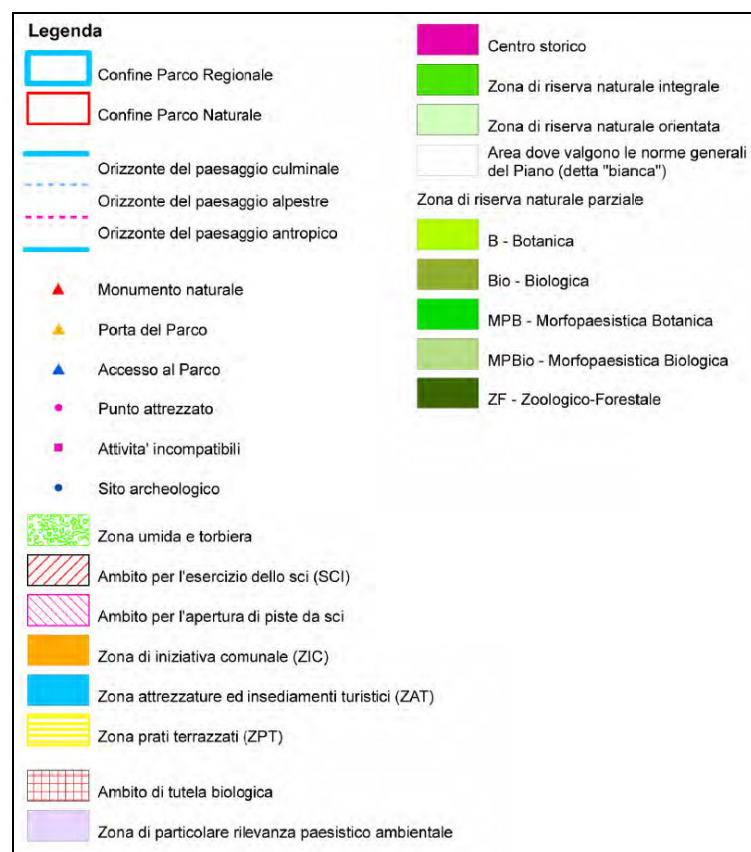 Legenda
Confine Parco Regionale
Confine Parco Naturale
Orizzonte del paesaggio culminale
Orizzonte del paesaggio alpestre
Orizzonte del paesaggio antropico
Monumento naturale
Porta del Parco
Accesso al Parco
Punto attrezzato
Attivita' incompatibili
Sito archeologico
Zona umida e torbiera
Ambito per l'esercizio dello sci (SCI)
Ambito per l'apertura di piste da sci
Zona di iniziativa comunale (ZIC)
Zona attrezzature ed insediamenti turistici (ZAT)
Zona prati terrazzati (ZPT)
Ambito di tutela biologica
Zona di particolare rilevanza paesistico ambientale
Centro storico
Zona di riserva naturale integrale
Zona di riserva naturale orientata
Area dove valgono le norme generali
del Piano (detta "bianca")
Zona di riserva naturale parziale
B - Botanica
Bio - Biologica
MPB - Morfopaesistica Botanica
MPBio - Morfopaesistica Biologica
ZF - Zoologico-Forestale